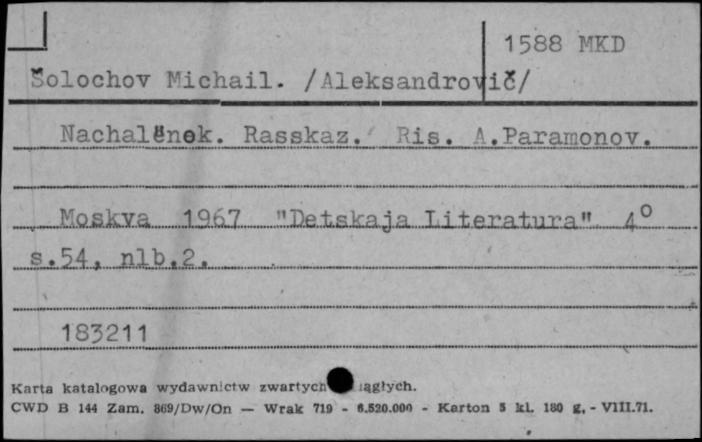 1588 MKD
Šolochov Michail. /Aleksandrovič/
Nachalënok. Rasskaz. Ris. A.Paramonov.
Moskva 1967 "Detskaja Literatura" 4°
s.54, nlb.2.
183211
Karta katalogowa wydawnictw zwartych
CWD B 144 Zam. 869/Dw/On — Wrak 719 - 6.520.000 - Karton 5 kl. 180 g. - VIII.71.